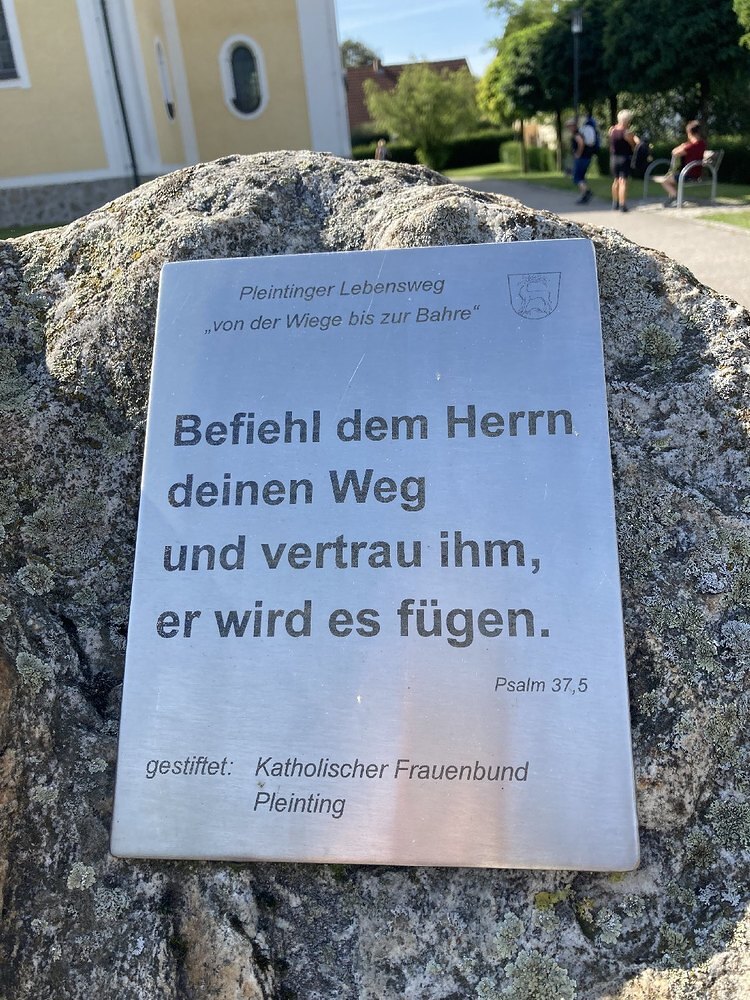 Pleintinger Lebensweg
„von der Wiege bis zur Bahre“
Befiehl dem Herrn
deinen Weg
und vertrau ihm,
er wird es fügen.
Psalm 37,5
gestiftet: Katholischer Frauenbund
Pleinting